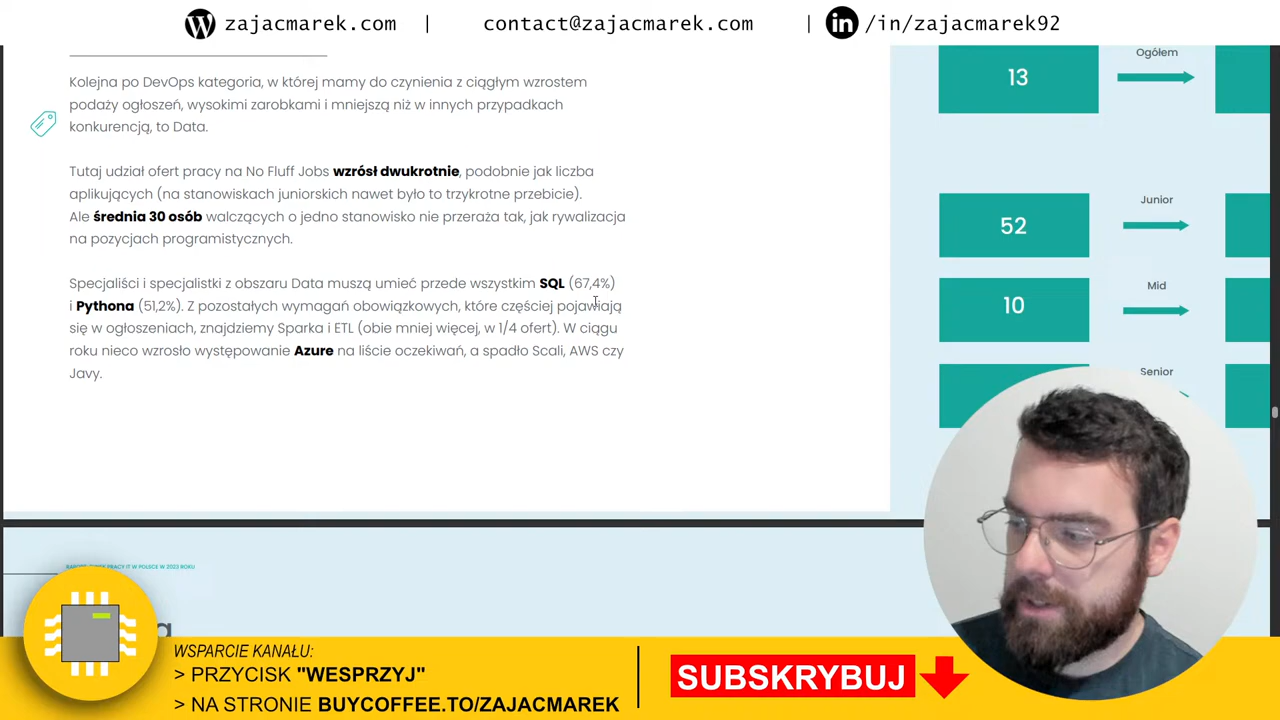 zajacmarek.com | contact@zajacmarek.com | in /in/zajacmarek92
Kolejna po DevOps kategoria, w której mamy do czynienia z ciągłym wzrostem
podaży ogłoszeń, wysokimi zarobkami i mniejszą niż w innych przypadkach
konkurencją, to Data.
Tutaj udział ofert pracy na No Fluff Jobs wzrósł dwukrotnie, podobnie jak liczba
aplikujących (na stanowiskach juniorskich nawet było to trzykrotne przebicie).
Ale średnia 30 osób walczących o jedno stanowisko nie przeraża tak, jak rywalizacja
na pozycjach programistycznych.
Specjaliści i specjalistki z obszaru Data muszą umieć przede wszystkim SQL (67,4%)
i Pythona (51,2%). Z pozostałych wymagań obowiązkowych, które częściej pojawiają
się w ogłoszeniach, znajdziemy Sparka i ETL (obie mniej więcej, w 1/4 ofert). W ciągu
roku nieco wzrosło występowanie Azure na liście oczekiwań, a spadło Scali, AWS czy
Javy.
Ogółem
13
Junior
52
Mid
10
Senior
PRACY IT W POLSCE W 2023 ROKU
WSPARCIE KANAŁU:
> PRZYCISK "WESPRZYJ"
> NA STRONIE BUYCOFFEE.TO/ZAJACMAREK
SUBSKRYBUJ